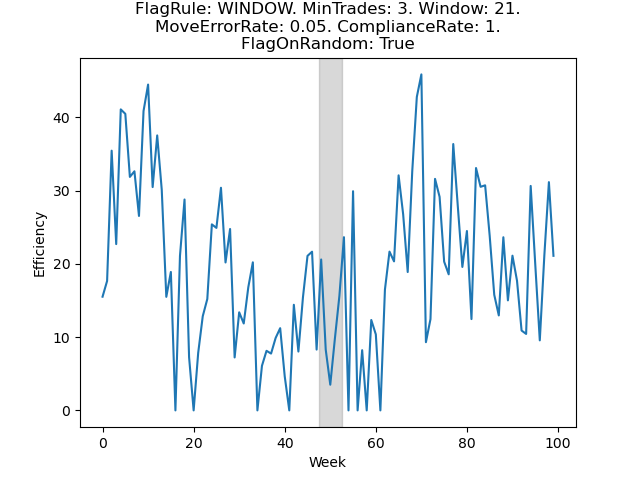 FlagRule: WINDOW. MinTrades: 3. Window: 21.
MoveErrorRate: 0.05. ComplianceRate: 1.
FlagOnRandom: True
40
30
20
10
0
Efficiency
0 20 40 60 80 100
Week